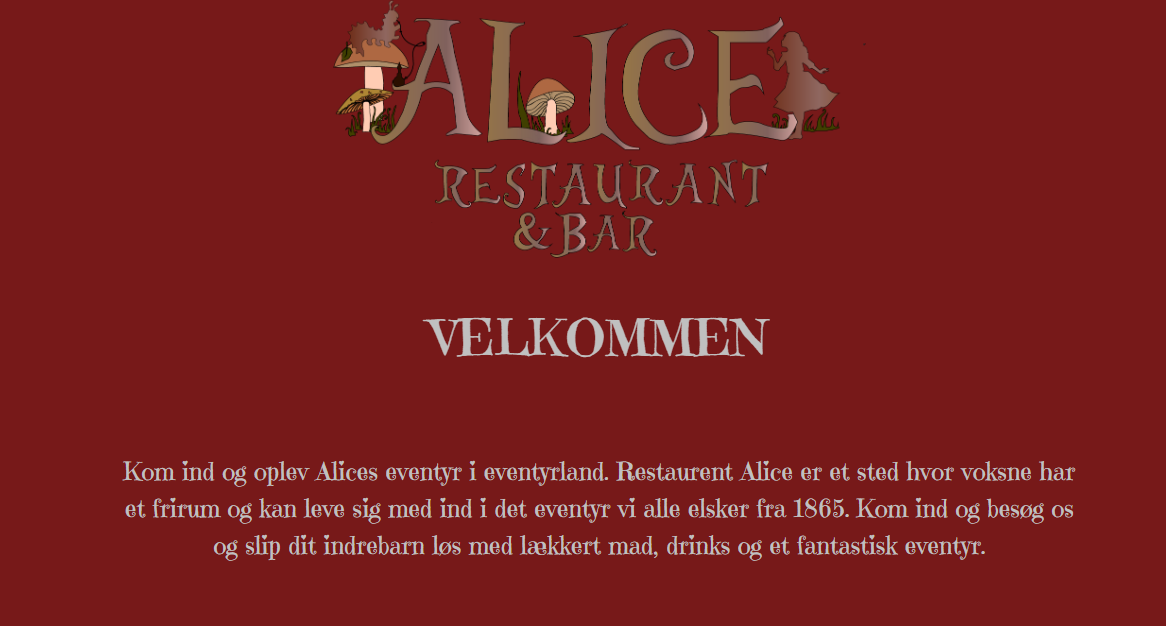 ALICE
RESTAURANT
& BAR
VELKOMMEN
Kom ind og oplev Alices eventyr i eventyrland. Restaurent Alice er et sted hvor voksne har
et frirum og kan leve sig med ind i det eventyr vi alle elsker fra 1865. Kom ind og besøg os
og slip dit indrebarn løs med lækkert mad, drinks og et fantastisk eventyr.